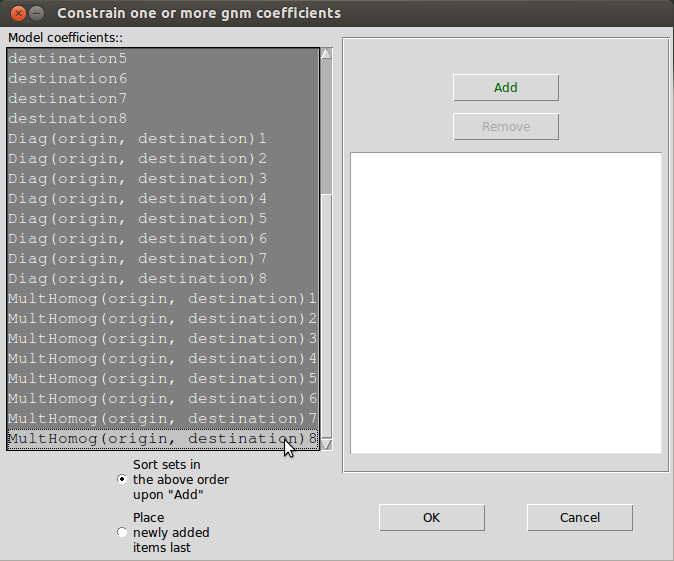 Constrain one or more gnm coefficients
Model coefficients::
destination5
destination6
destination7
destination8
Diag(origin, destination)1
Diag(origin, destination)2
Diag(origin, destination)3
Diag(origin, destination)4
Diag(origin, destination)5
Diag(origin, destination)6
Diag(origin, destination)7
Diag(origin, destination)8
MultHomog(origin, destination)1
MultHomog(origin, destination)2
MultHomog(origin, destination)3
MultHomog(origin, destination)4
MultHomog(origin, destination)5
MultHomog(origin, destination)6
MultHomog(origin, destination)7
MultHomog(origin, destination)8
Sort sets in
the above order
upon "Add"
Place
newly added
items last
Add
Remove
OK
Cancel